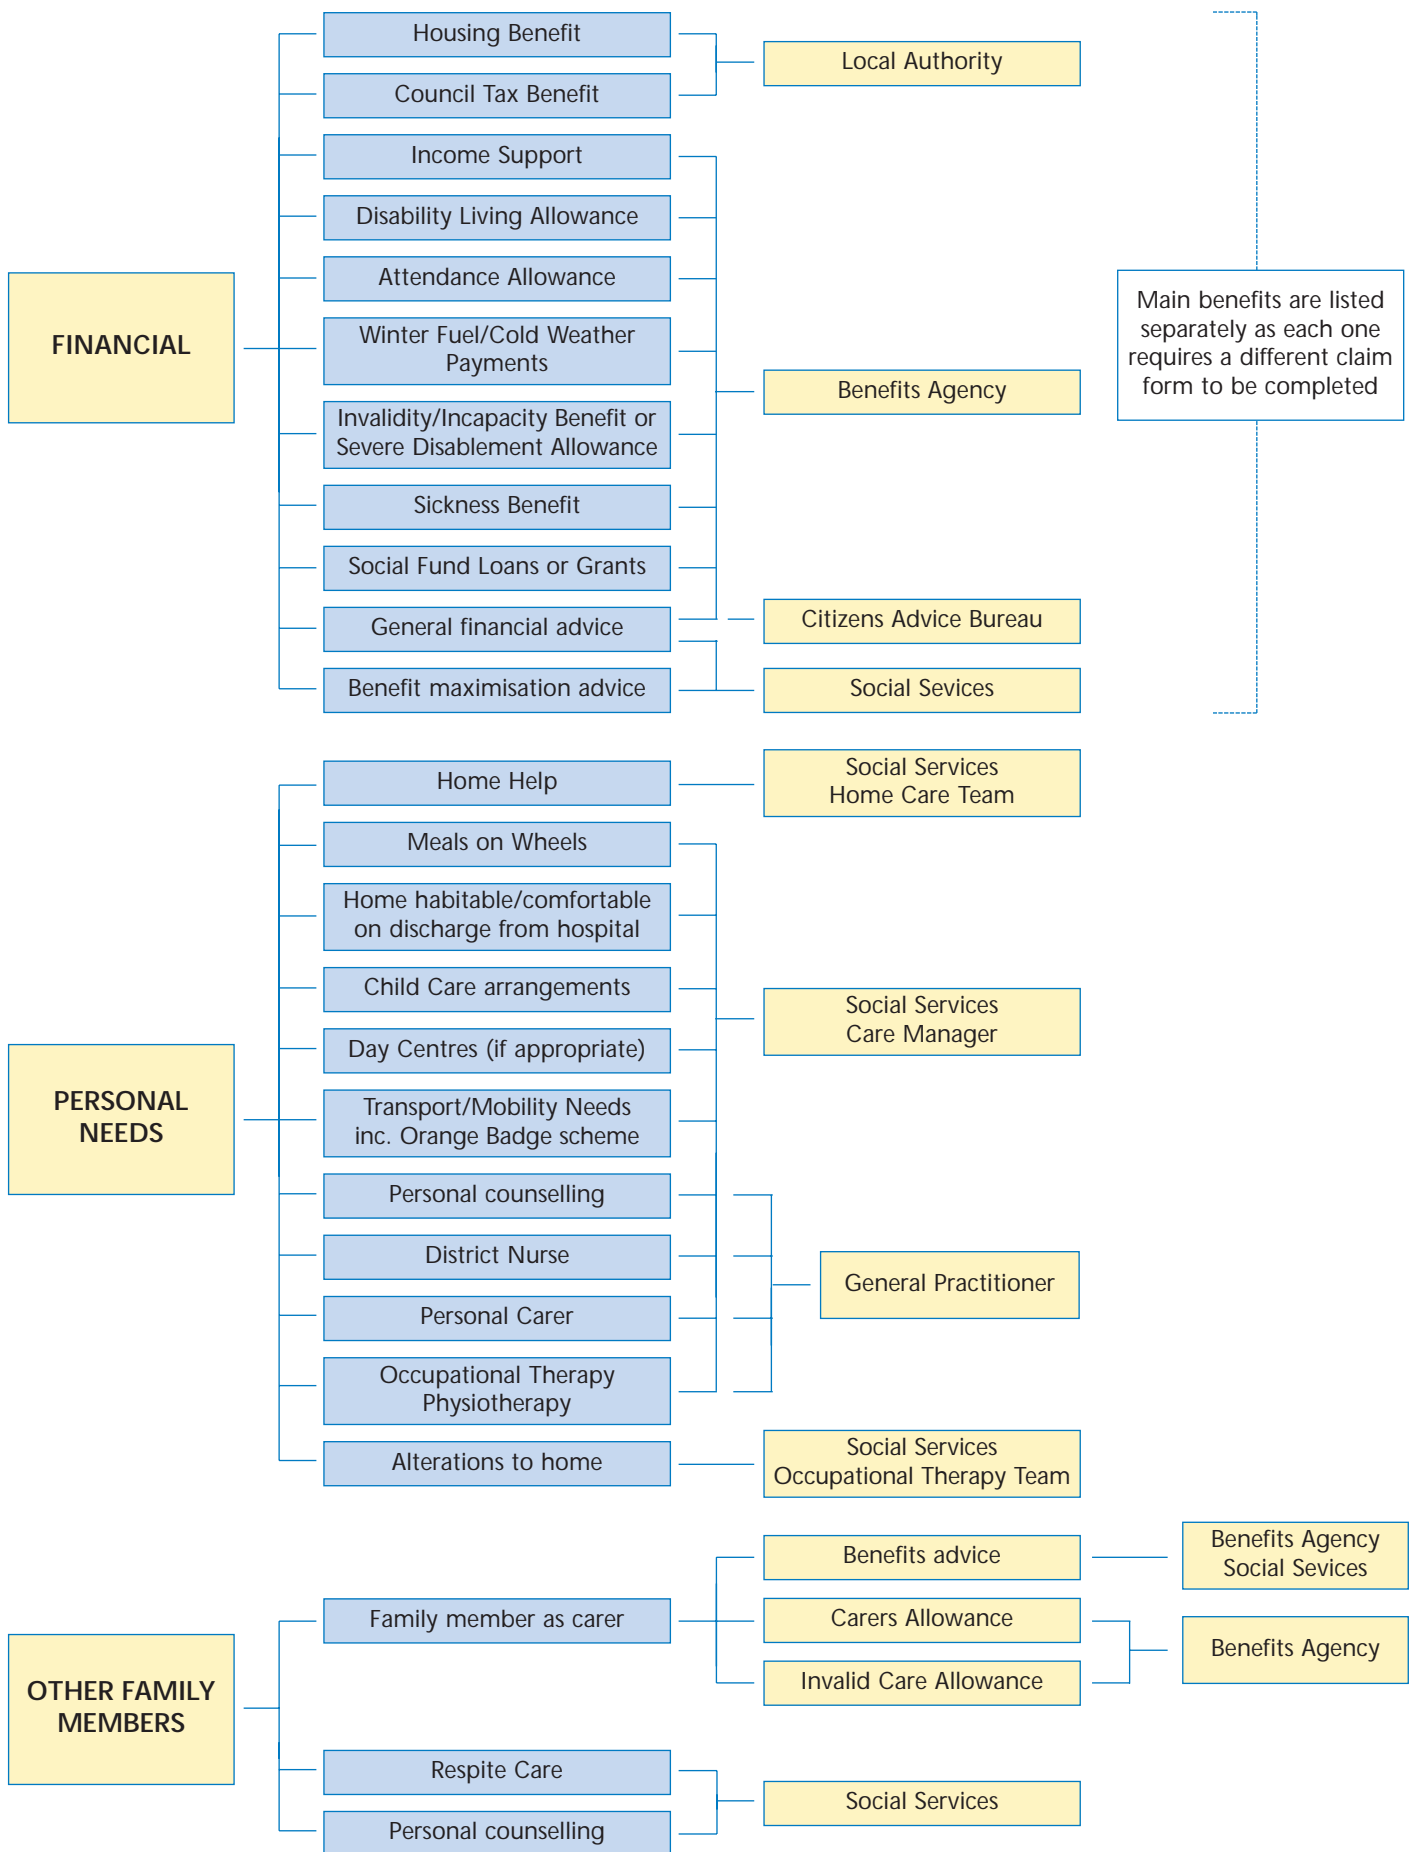 Housing Benefit
Council Tax Benefit
Local Authority
Income Support
Disability Living Allowance
Attendance Allowance
Winter Fuel/Cold Weather
Payments
Invalidity/Incapacity Benefit or
Severe Disablement Allowance
Sickness Benefit
Social Fund Loans or Grants
General financial advice
Benefit maximisation advice
FINANCIAL
Benefits Agency
Citizens Advice Bureau
Social Sevices
Main benefits are listed
separately as each one
requires a different claim
form to be completed
Home Help
Social Services
Home Care Team
Meals on Wheels
Home habitable/comfortable
on discharge from hospital
Child Care arrangements
Day Centres (if appropriate)
Transport/Mobility Needs
inc. Orange Badge scheme
Personal counselling
District Nurse
Personal Carer
Occupational Therapy
Physiotherapy
Alterations to home
PERSONAL
NEEDS
Social Services
Care Manager
General Practitioner
Social Services
Occupational Therapy Team
OTHER FAMILY
MEMBERS
Family member as carer
Benefits advice
Benefits Agency
Social Sevices
Carers Allowance
Invalid Care Allowance
Benefits Agency
Respite Care
Personal counselling
Social Services